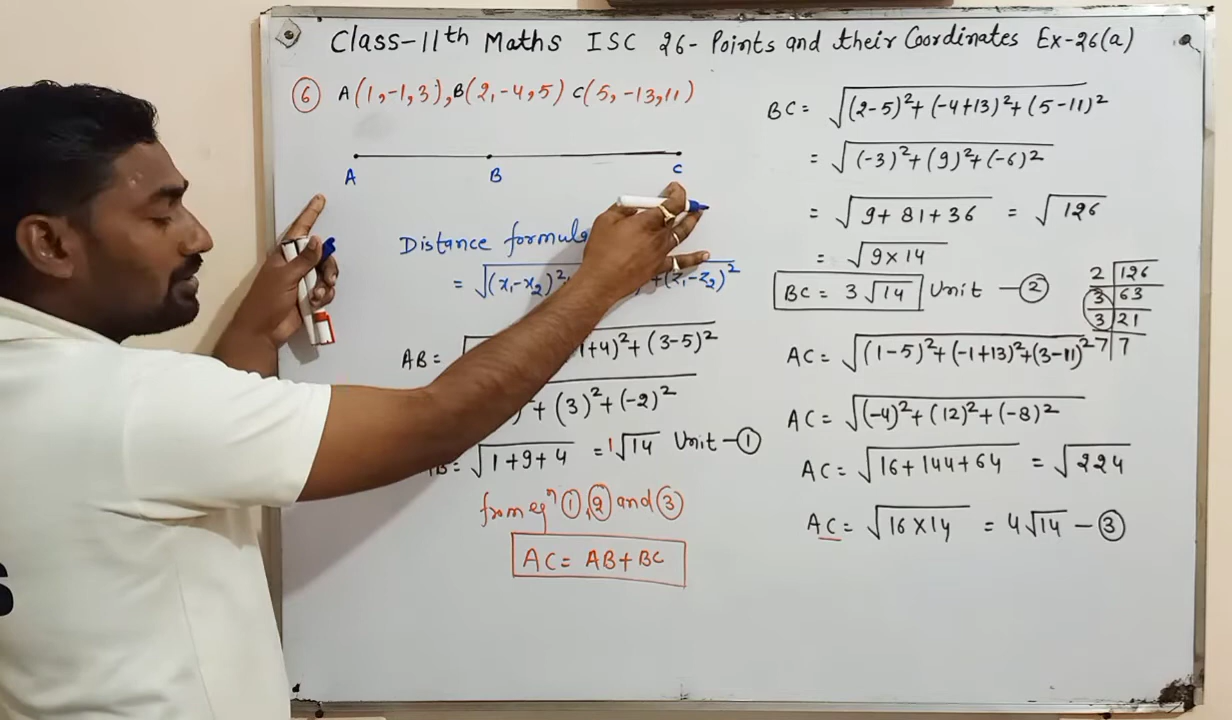 Class-11th Maths ISC 26- Points and their Coordinates Ex-26(a)
⑥ A(1,-1,3), B(2,-4,5) C(5,-13,11)
A B C
Distance formula
= √(x₁-x₂)²+ +(z₁-z₂)²
AB = √ 1+4)²+(3-5)²
)²+(3)²+(-2)²
AB = √1+9+4 = 1√14 Unit -①
from eqⁿ ①, ② and ③
AC = AB+BC
BC = √(2-5)²+(-4+13)²+(5-11)²
= √(-3)²+(9)²+(-6)²
= √9+81+36 = √126
= √9×14
BC = 3√14 Unit -②
2 | 126
3 | 63
3 | 21
7 | 7
AC = √(1-5)²+(-1+13)²+(3-11)²
AC = √(-4)²+(12)²+(-8)²
AC = √16+144+64 = √224
AC = √16×14 = 4√14 -③